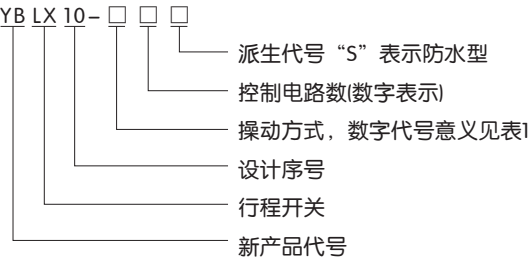 YB LX 10-□ □ □
派生代号“S”表示防水型
控制电路数(数字表示)
操动方式，数字代号意义见表1
设计序号
行程开关
新产品代号